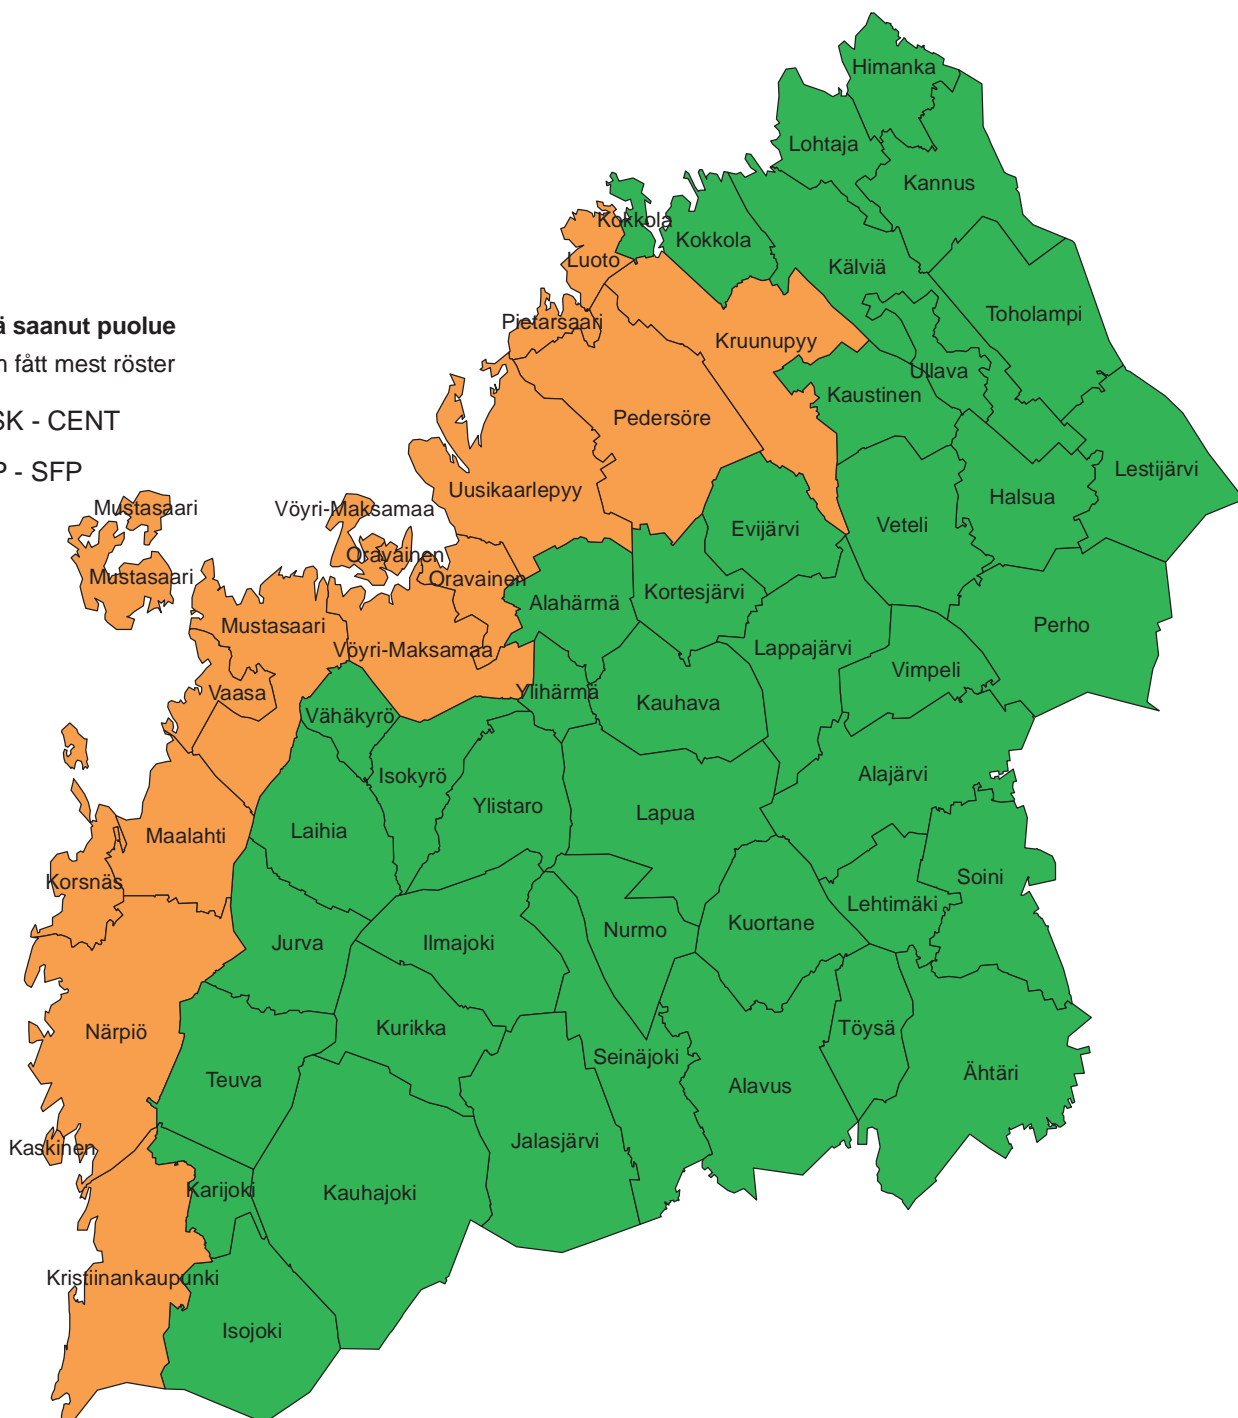 Himanka
Lohtaja
Kannus
Kokkola
Kokkola
Luoto
Kälviä
Toholampi
ä saanut puolue
Pietarsaari
Kruunupyy
n fått mest röster
Ullava
Kaustinen
SK - CENT
Pedersöre
P - SFP
Lestijärvi
Uusikaarlepyy
Halsua
Mustasaari
Vöyri-Maksamaa
Evijärvi
Veteli
Oravainen
Mustasaari
Oravainen
Kortesjärvi
Alahärmä
Mustasaari
Perho
Vöyri-Maksamaa
Lappajärvi
Vimpeli
Vaasa
Ylihärmä
Kauhava
Vähäkyrö
Isokyrö
Alajärvi
Ylistaro
Lapua
Laihia
Maalahti
Korsnäs
Soini
Lehtimäki
Kuortane
Nurmo
Jurva
Ilmajoki
Närpiö
Kurikka
Töysä
Seinäjoki
Ähtäri
Teuva
Alavus
Jalasjärvi
Kaskinen
Karijoki
Kauhajoki
Kristiinankaupunki
Isojoki